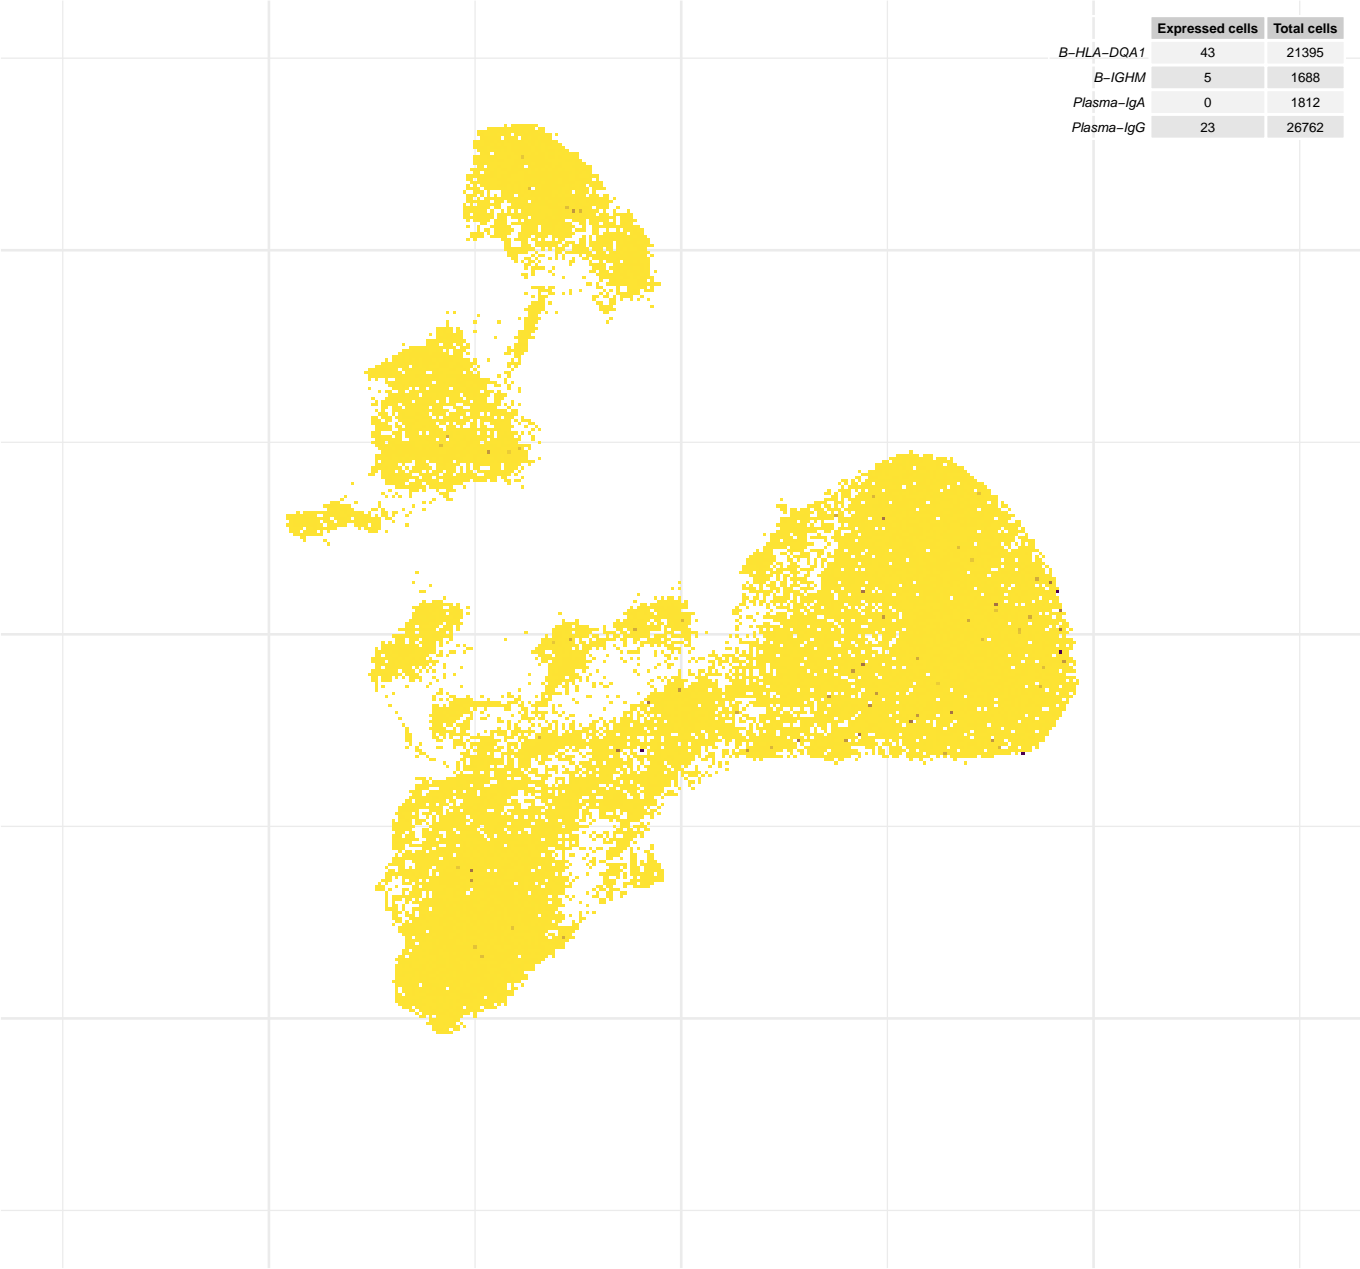 Expressed cells Total cells
B−HLA−DQA1 43 21395
B−IGHM 5 1688
Plasma−IgA 0 1812
Plasma−IgG 23 26762